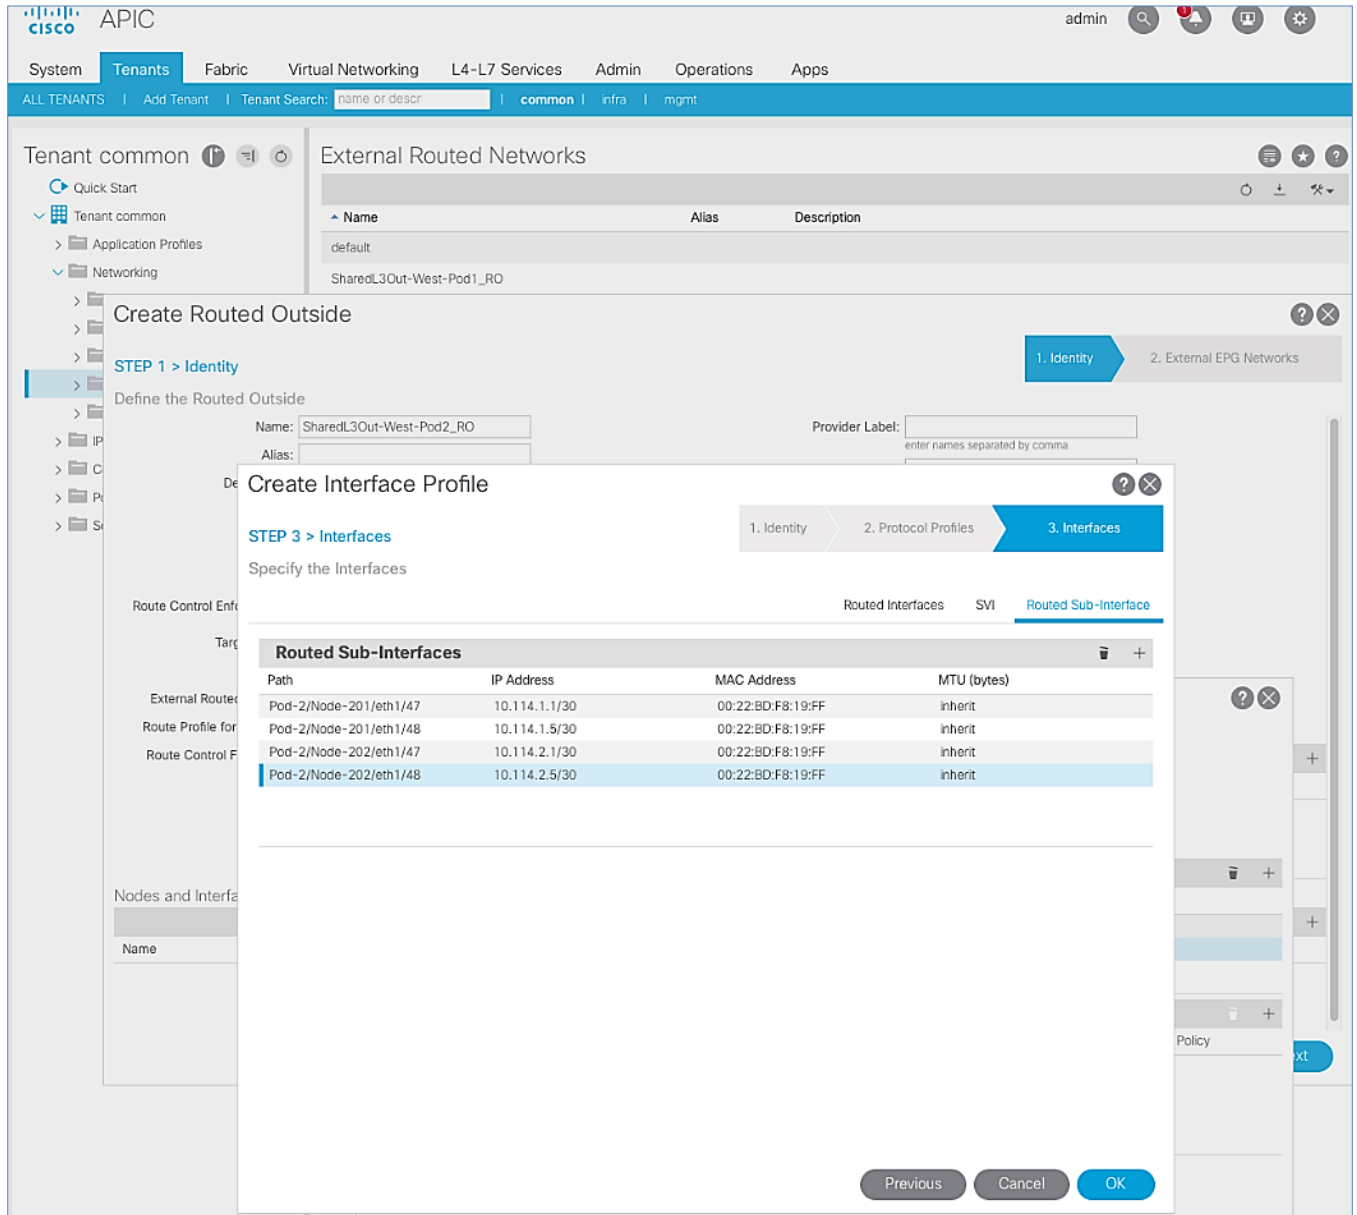 CISCO APIC admin 1
System Tenants Fabric Virtual Networking L4-L7 Services Admin Operations Apps
ALL TENANTS | Add Tenant | Tenant Search: name or descr | common | infra | mgmt
Tenant common External Routed Networks
Quick Start
Tenant common Name Alias Description
Application Profiles default
Networking SharedL3Out-West-Pod1_RO
Create Routed Outside
STEP 1 > Identity 1. Identity 2. External EPG Networks
Define the Routed Outside
Name: SharedL3Out-West-Pod2_RO Provider Label:
enter names separated by comma
Alias:
IP
C
De
Create Interface Profile
STEP 3 > Interfaces 1. Identity 2. Protocol Profiles 3. Interfaces
Specify the Interfaces
Route Control Enfo Routed Interfaces SVI Routed Sub-Interface
Targ
Routed Sub-Interfaces
Path IP Address MAC Address MTU (bytes)
External Routed
Pod-2/Node-201/eth1/47 10.114.1.1/30 00:22:BD:F8:19:FF inherit
Route Profile for
Pod-2/Node-201/eth1/48 10.114.1.5/30 00:22:BD:F8:19:FF inherit
Route Control F
Pod-2/Node-202/eth1/47 10.114.2.1/30 00:22:BD:F8:19:FF inherit
Pod-2/Node-202/eth1/48 10.114.2.5/30 00:22:BD:F8:19:FF inherit
Nodes and Interfa
Name
Policy
ext
Previous Cancel OK